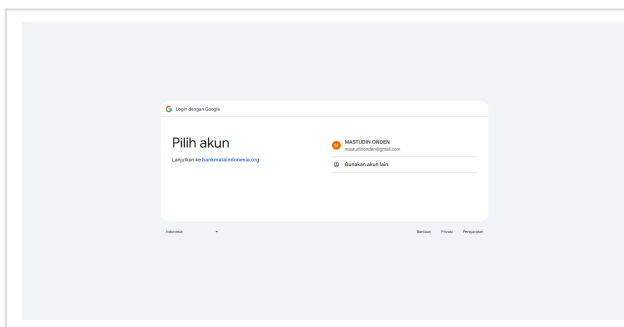 Login dengan Google
Pilih akun
Lanjutkan ke bankmataindonesia.org
MASTUDIN ONDEN
mastudinonden@gmail.com
Gunakan akun lain
Indonesia
Bantuan Privasi Persyaratan